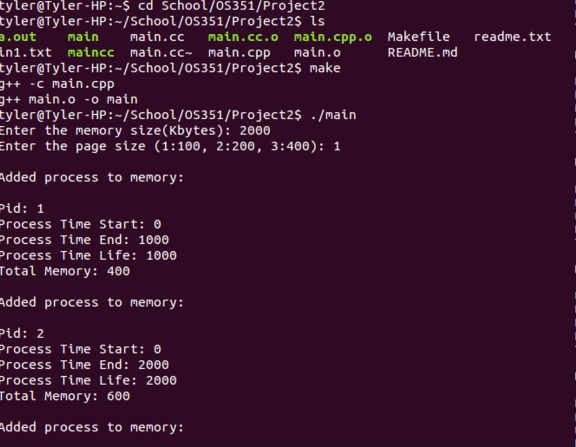 tyler@Tyler-HP:~$ cd School/OS351/Project2
tyler@Tyler-HP:~/School/OS351/Project2$ ls
a.out main main.cc main.cc.o main.cpp.o Makefile readme.txt
in1.txt maincc main.cc~ main.cpp main.o README.md
tyler@Tyler-HP:~/School/OS351/Project2$ make
g++ -c main.cpp
g++ main.o -o main
tyler@Tyler-HP:~/School/OS351/Project2$ ./main
Enter the memory size(Kbytes): 2000
Enter the page size (1:100, 2:200, 3:400): 1
Added process to memory:
Pid: 1
Process Time Start: 0
Process Time End: 1000
Process Time Life: 1000
Total Memory: 400
Added process to memory:
Pid: 2
Process Time Start: 0
Process Time End: 2000
Process Time Life: 2000
Total Memory: 600
Added process to memory: